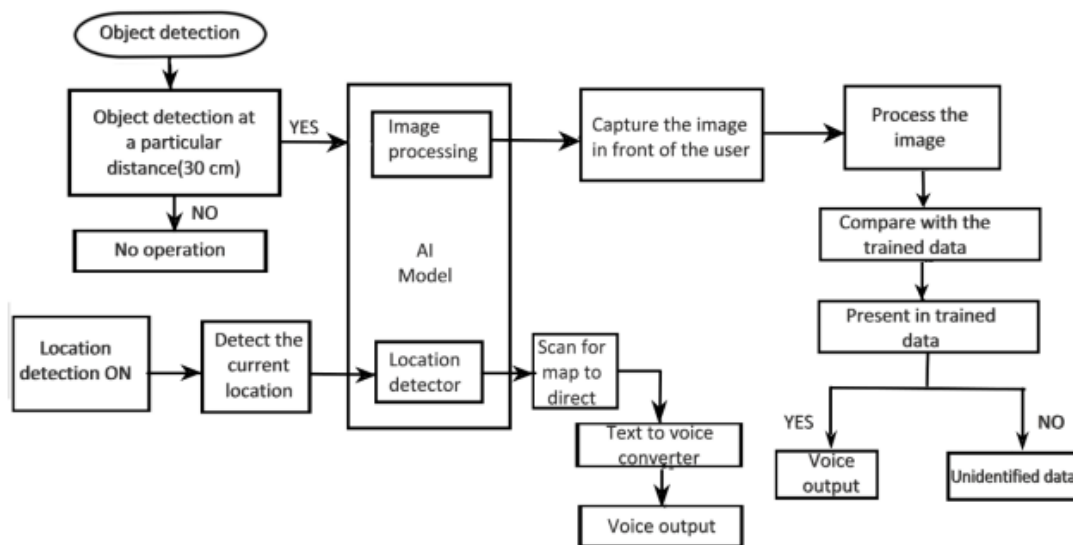 Object detection
Object detection at
a particular
distance(30 cm)
YES
NO
No operation
Image
processing
AI
Model
Capture the image
in front of the user
Process the
image
Compare with the
trained data
Present in trained
data
YES
NO
Voice
output
Unidentified data
Location
detection ON
Detect the
current
location
Location
detector
Scan for
map to
direct
Text to voice
converter
Voice output